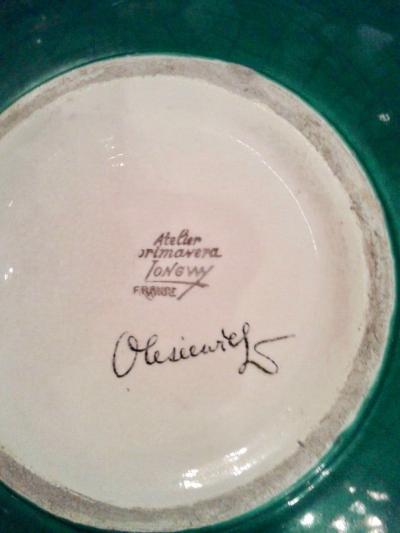 Atelier
Primavera
LONGWY
FRANCE
Olesiewicz